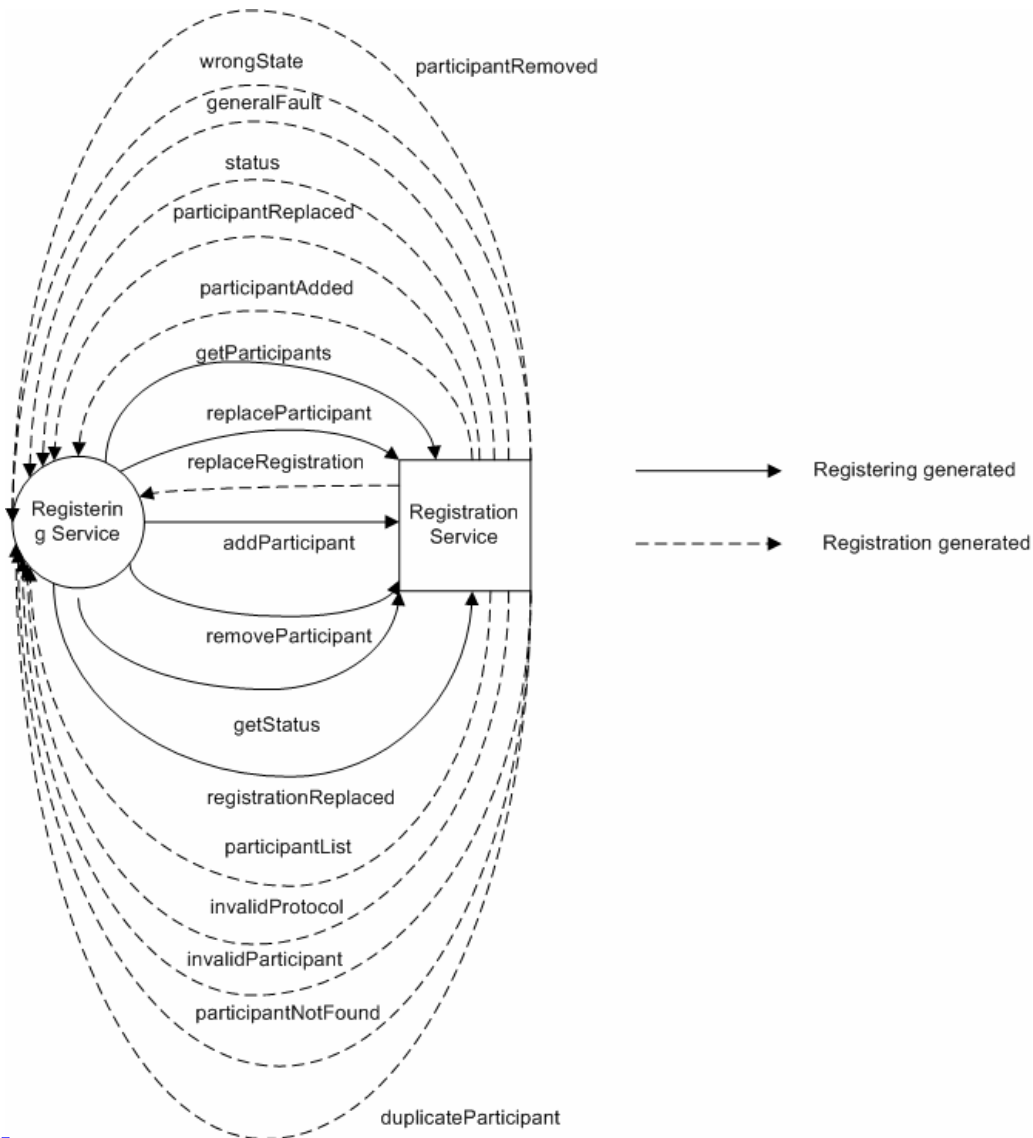 wrongState
participantRemoved
generalFault
status
participantReplaced
participantAdded
getParticipants
replaceParticipant
replaceRegistration
Registerin
g Service
Registration
Service
addParticipant
removeParticipant
getStatus
registrationReplaced
participantList
invalidProtocol
invalidParticipant
participantNotFound
duplicateParticipant
Registering generated
Registration generated